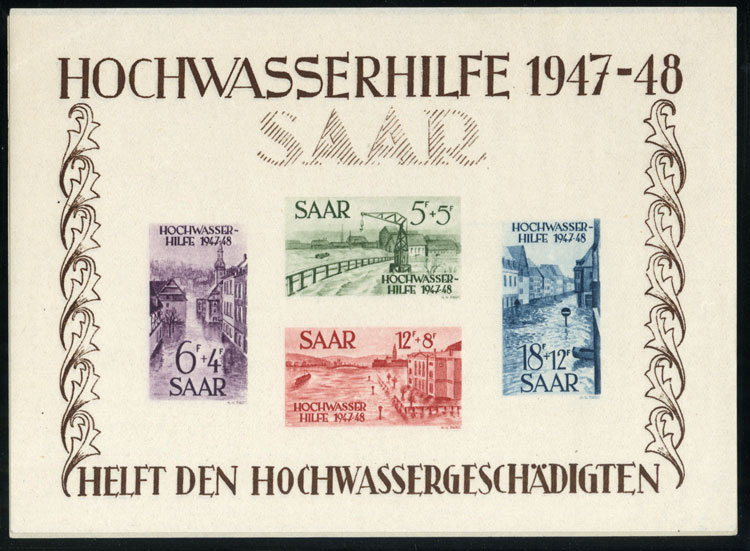 HOCHWASSERHILFE 1947-48
SAAR
HOCHWASSER-
HILFE 1947-48
6F+4F
SAAR
SAAR 5F+5F
HOCHWASSER-
HILFE 1947-48
SAAR 12F+8F
HOCHWASSER
HILFE 1947-48
HOCHWASSER-
HILFE 1947-48
18F+12F
SAAR
HELFT DEN HOCHWASSERGESCHÄDIGTEN